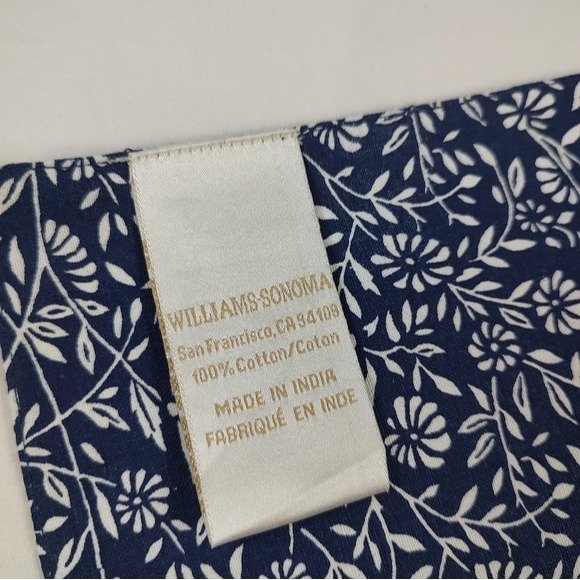 WILLIAMS-SONOMA
San Francisco, CA 94109
100% Cotton/Coton
MADE IN INDIA
FABRIQUÉ EN INDE